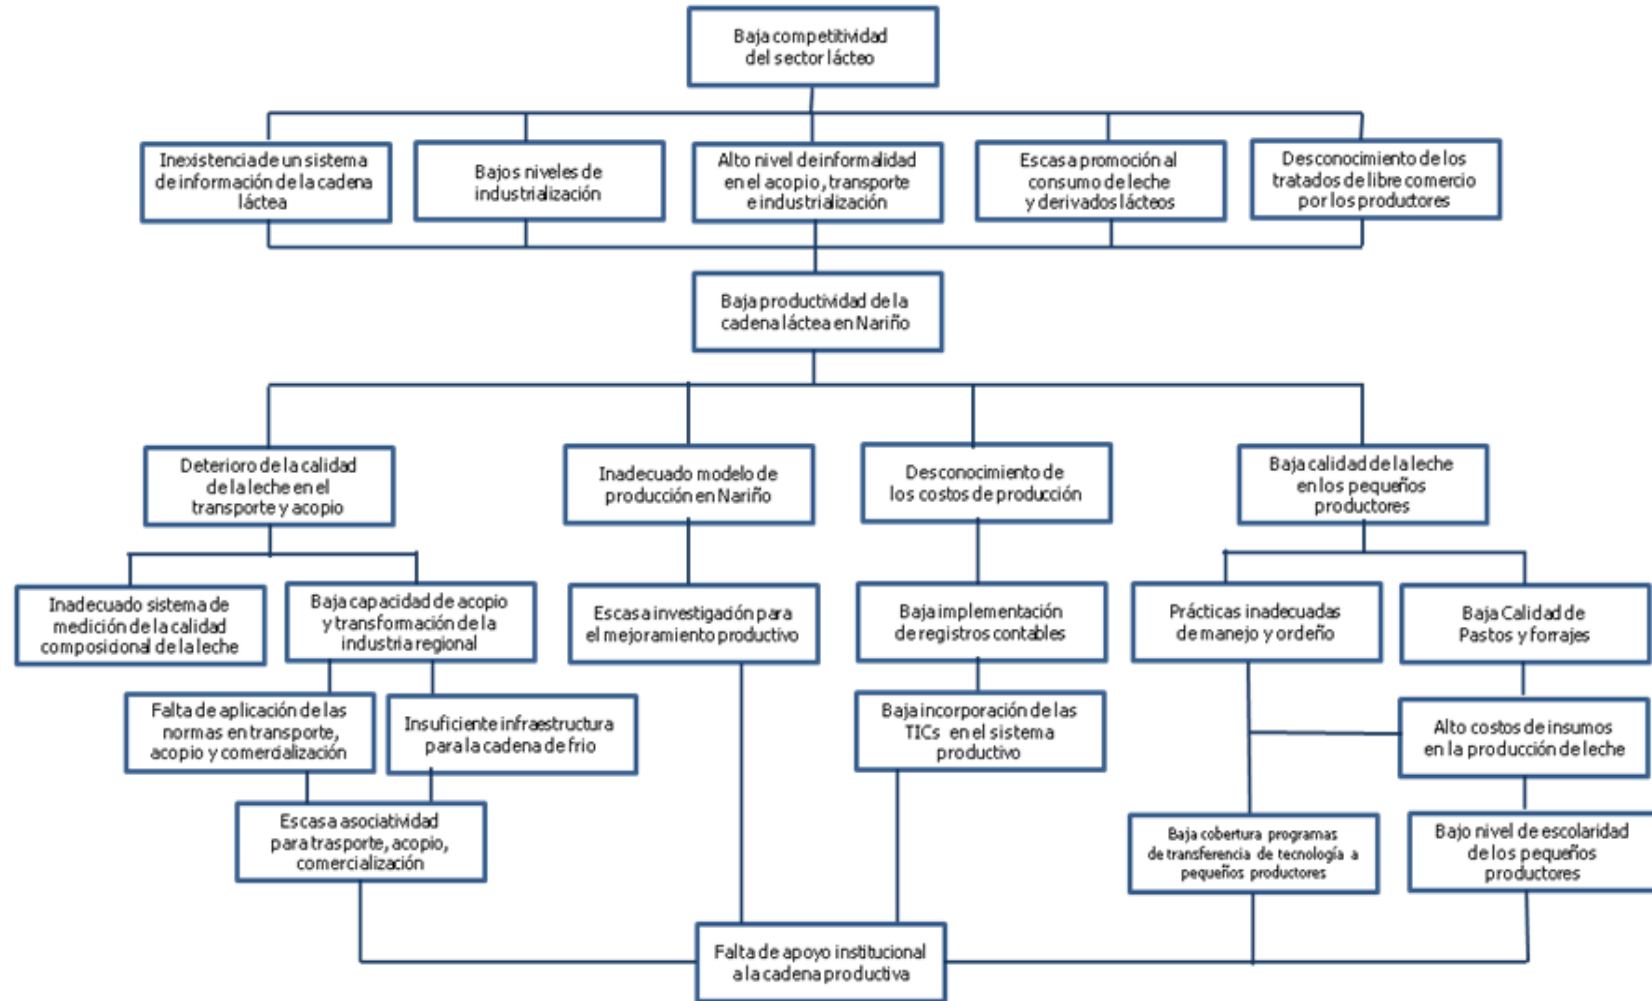 Baja competitividad
del sector lácteo
Inexistencia de un sistema
de información de la cadena
láctea
Bajos niveles de
industrialización
Alto nivel de informalidad
en el acopio, transporte
e industrialización
Escasa promoción al
consumo de leche
y derivados lácteos
Desconocimiento de los
tratados de libre comercio
por los productores
Baja productividad de la
cadena láctea en Nariño
Deterioro de la calidad
de la leche en el
transporte y acopio
Inadecuado modelo de
producción en Nariño
Desconocimiento de
los costos de producción
Baja calidad de la leche
en los pequeños
productores
Inadecuado sistema de
medición de la calidad
composicional de la leche
Baja capacidad de acopio
y transformación de la
industria regional
Escasa investigación para
el mejoramiento productivo
Baja implementación
de registros contables
Prácticas inadecuadas
de manejo y ordeño
Baja Calidad de
Pastos y forrajes
Falta de aplicación de las
normas en transporte,
acopio y comercialización
Insuficiente infraestructura
para la cadena de frio
Baja incorporación de las
TICs en el sistema
productivo
Alto costos de insumos
en la producción de leche
Escasa asociatividad
para trasporte, acopio,
comercialización
Baja cobertura programas
de transferencia de tecnología a
pequeños productores
Bajo nivel de escolaridad
de los pequeños
productores
Falta de apoyo institucional
a la cadena productiva